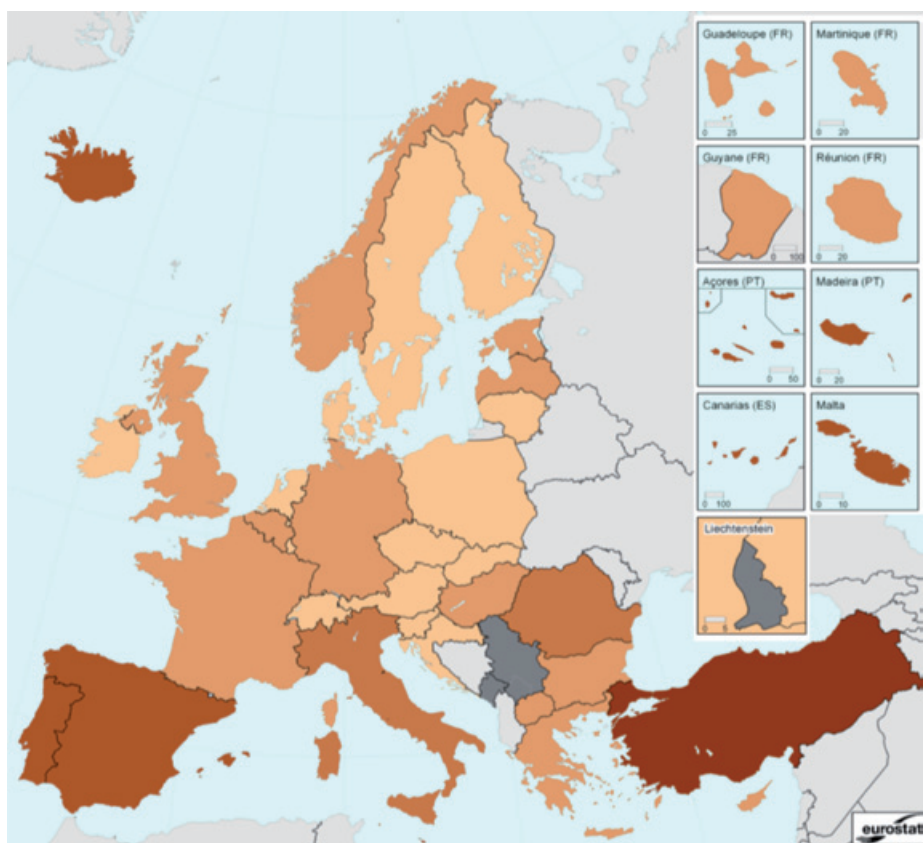 Guadeloupe (FR)
0 25
Martinique (FR)
0 20
Guyane (FR)
0 100
Réunion (FR)
0 20
Açores (PT)
0 50
Madeira (PT)
0 20
Canarias (ES)
0 100
Malta
0 10
Liechtenstein
0 5
eurostat